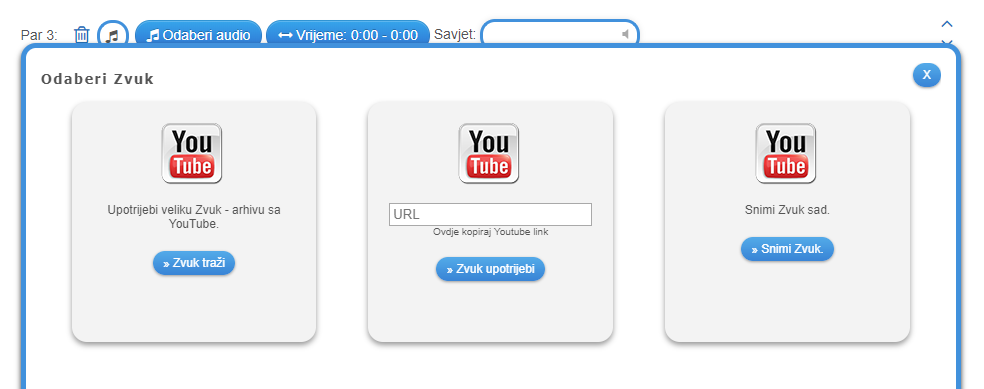 Par 3: Odaberi audio Vrijeme: 0:00 - 0:00 Savjet:
Odaberi Zvuk
X
You
Tube
Upotrijebi veliku Zvuk - arhivu sa
YouTube.
» Zvuk traži
You
Tube
URL
Ovdje kopiraj Youtube link
» Zvuk upotrijebi
You
Tube
Snimi Zvuk sad.
» Snimi Zvuk.